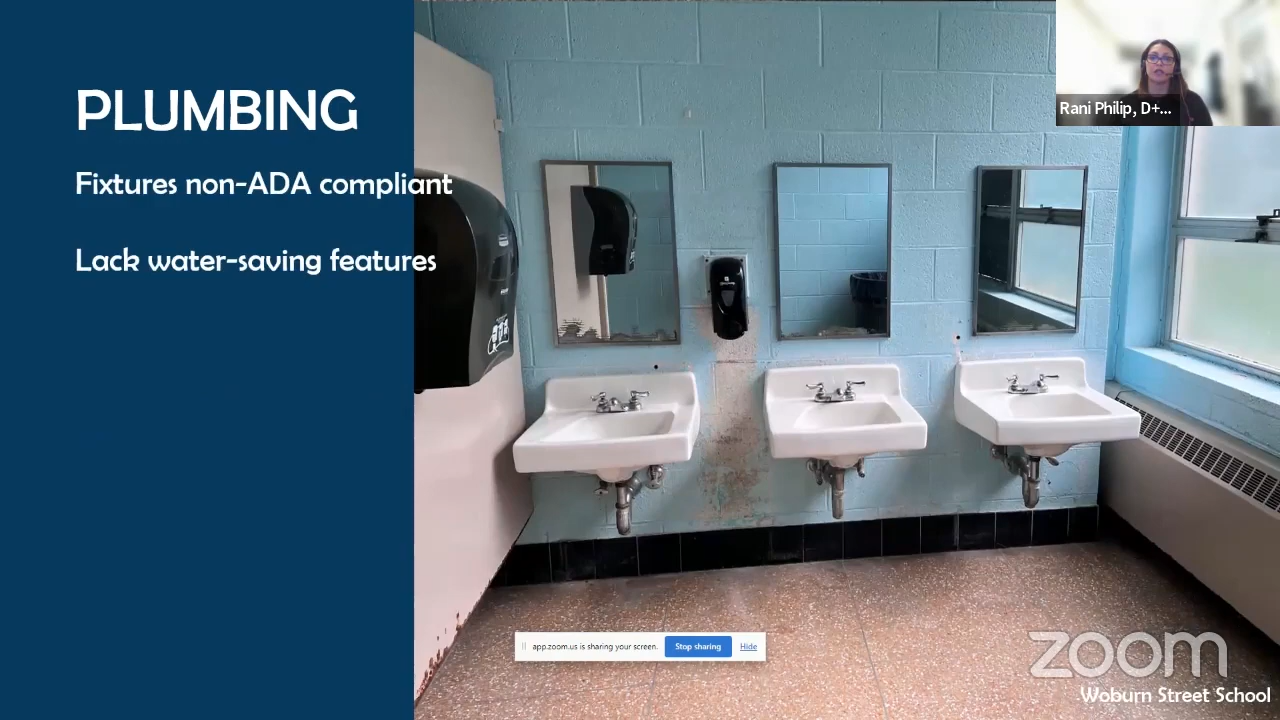 PLUMBING
Fixtures non-ADA compliant
Lack water-saving features
Rani Philip, D+...
app.zoom.us is sharing your screen.
Stop sharing
Hide
zoom
Woburn Street School